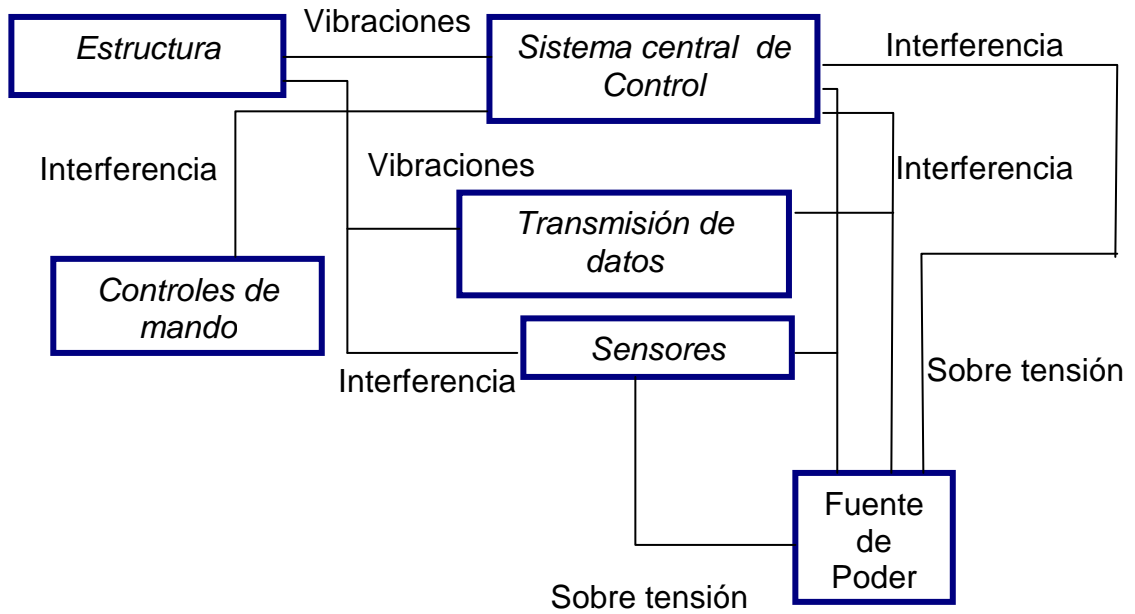 Vibraciones
Estructura
Sistema central de
Control
Interferencia
Interferencia
Vibraciones
Interferencia
Transmisión de
datos
Controles de
mando
Sensores
Interferencia
Sobre tensión
Fuente
de
Poder
Sobre tensión